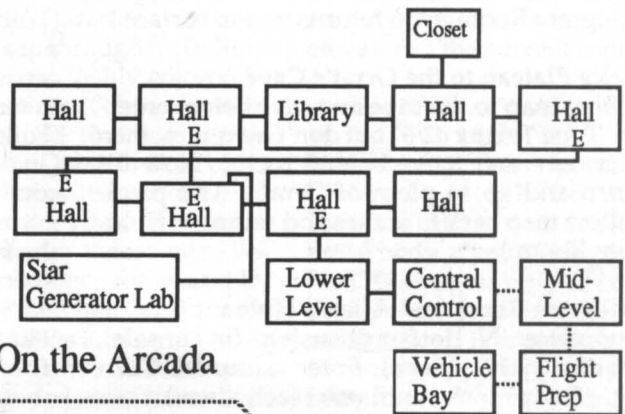 Closet
Hall Hall Library Hall Hall
E E
E E
Hall Hall Hall Hall
E
Star Generator Lab
Lower Level
Central Control
Mid-Level
On the Arcada
Vehicle Bay
Flight Prep